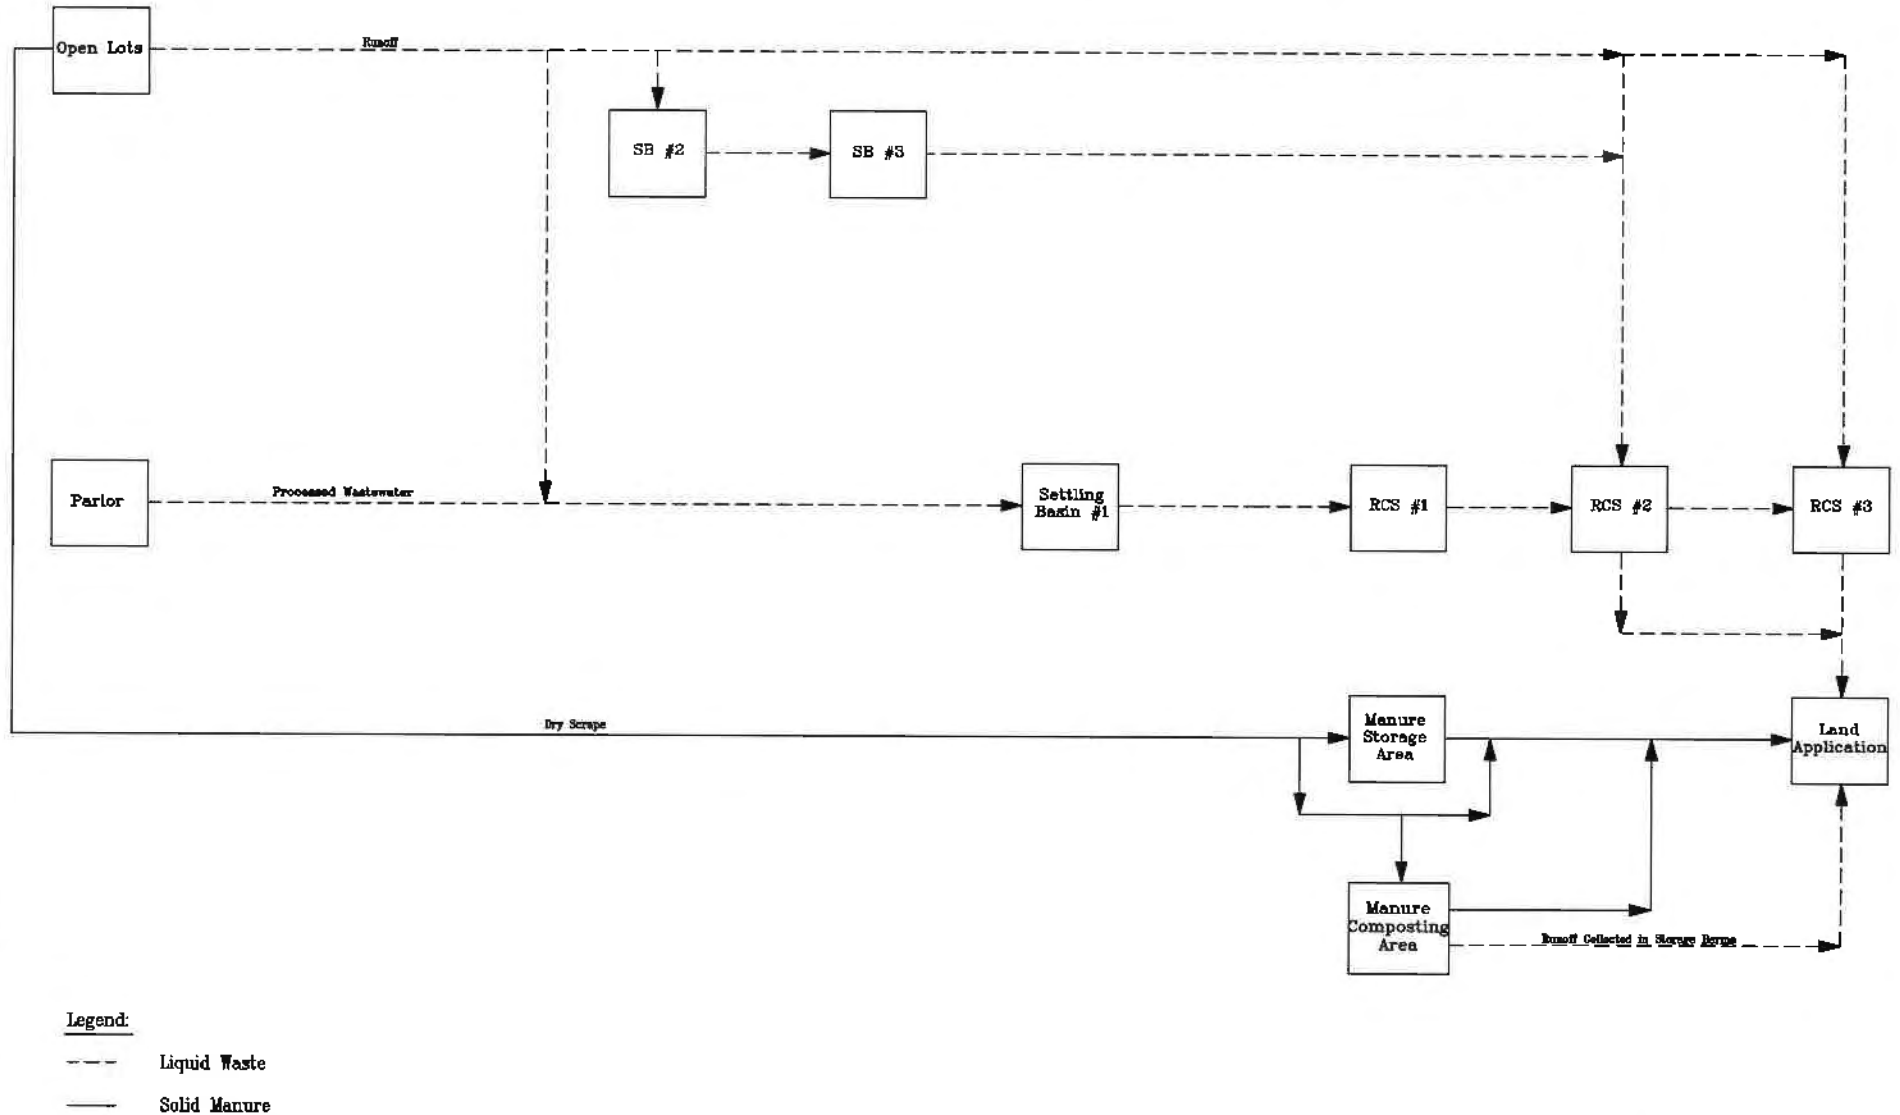 Open Lots
Runoff
SB #2
SB #3
Parlor
Processed Wastewater
Settling
Basin #1
RCS #1
RCS #2
RCS #3
Dry Scrape
Manure
Storage
Area
Land
Application
Manure
Composting
Area
Runoff Collected in Storage Berms
Legend:
Liquid Waste
Solid Manure